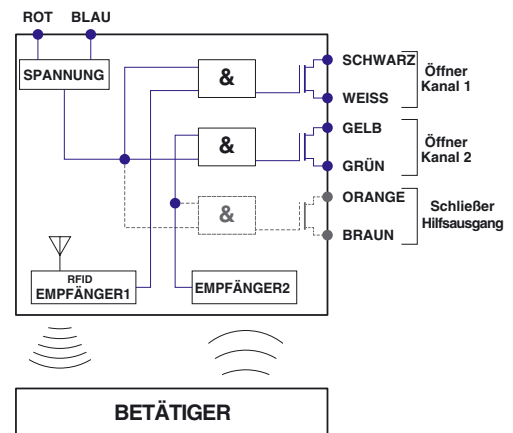 ROT BLAU
SPANNUNG
&
SCHWARZ
WEISS
Öffner
Kanal 1
&
GELB
GRÜN
Öffner
Kanal 2
&
ORANGE
BRAUN
Schließer
Hilfsausgang
RFID
EMPFÄNGER1
EMPFÄNGER2
BETÄTIGER